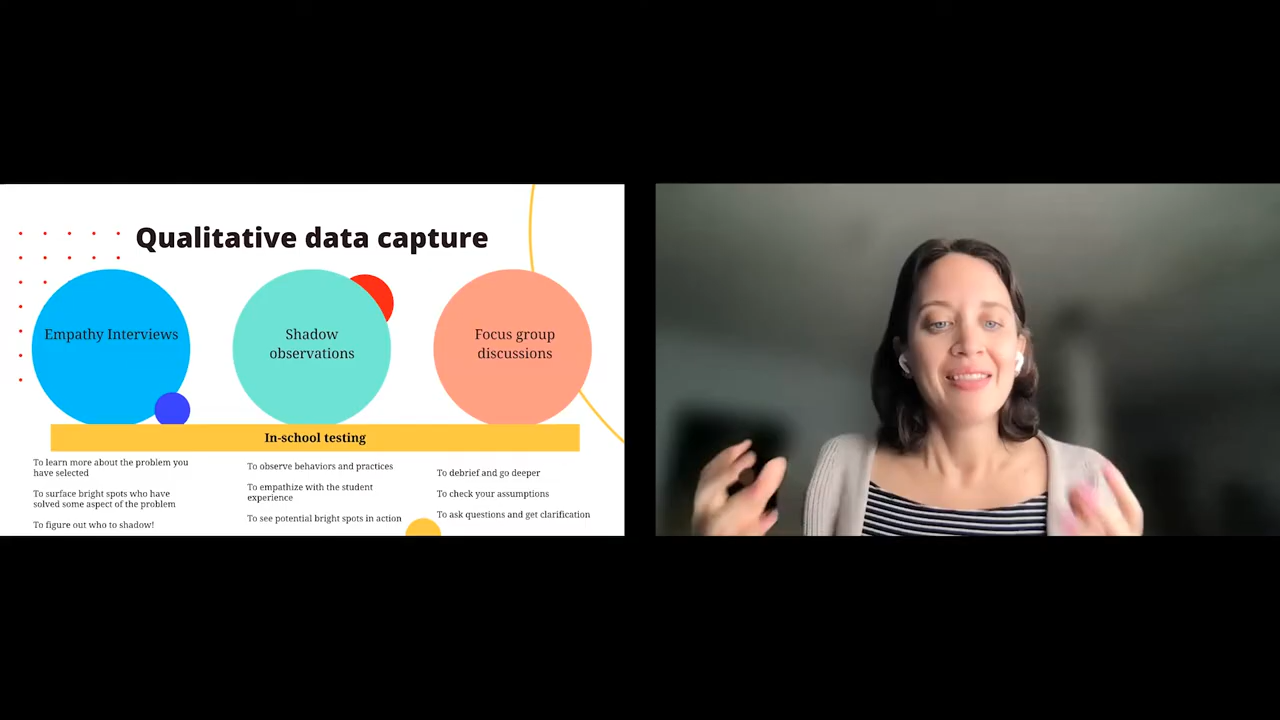 Qualitative data capture
Empathy Interviews
Shadow
observations
Focus group
discussions
In-school testing
To learn more about the problem you
have selected
To surface bright spots who have
solved some aspect of the problem
To figure out who to shadow!
To observe behaviors and practices
To empathize with the student
experience
To see potential bright spots in action
To debrief and go deeper
To check your assumptions
To ask questions and get clarification